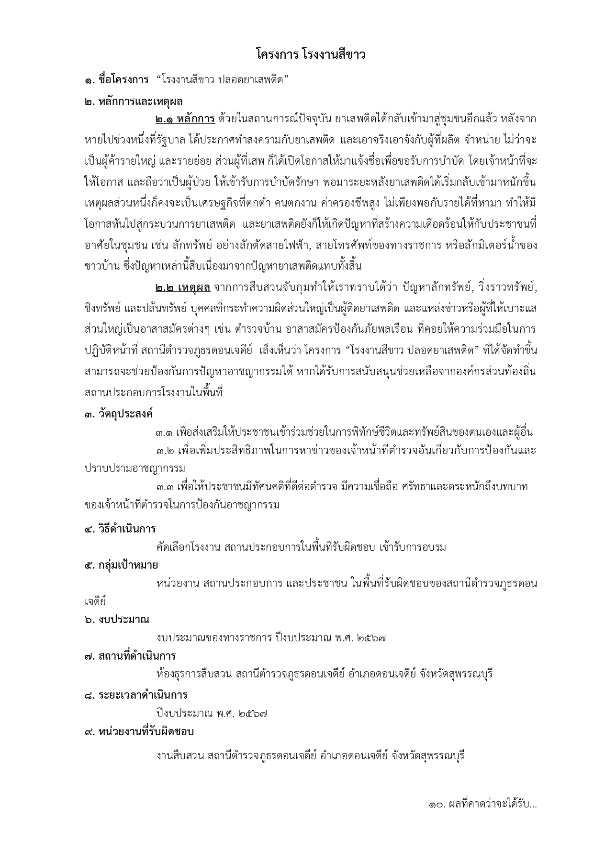 โครงการ โรงงานสีขาว
๑. ชื่อโครงการ “โรงงานสีขาว ปลอดยาเสพติด”
๒. หลักการและเหตุผล
๒.๑ หลักการ ด้วยในสถานการณ์ปัจจุบัน ยาเสพติดได้กลับเข้ามาสู่ชุมชนอีกแล้ว หลังจาก
หายไปช่วงหนึ่งที่รัฐบาล ได้ประกาศทำสงครามกับยาเสพติด และเอาจริงเอาจังกับผู้ที่ผลิต จำหน่าย ไม่ว่าจะ
เป็นผู้ค้ารายใหญ่ และรายย่อย ส่วนผู้ที่เสพ ก็ได้เปิดโอกาสให้มาแจ้งชื่อเพื่อขอรับการบำบัด โดยเจ้าหน้าที่จะ
ให้โอกาส และถือว่าเป็นผู้ป่วย ให้เข้ารับการบำบัดรักษา พอมาระยะหลังยาเสพติดได้เริ่มกลับเข้ามาหนักขึ้น
เหตุผลส่วนหนึ่งก็คงจะเป็นเศรษฐกิจที่ตกต่ำ คนตกงาน ค่าครองชีพสูง ไม่เพียงพอกับรายได้ที่หามา ทำให้มี
โอกาสหันไปสู่กระบวนการยาเสพติด และยาเสพติดยังก็ให้เกิดปัญหาที่สร้างความเดือดร้อนให้กับประชาชนที่
อาศัยในชุมชน เช่น ลักทรัพย์ อย่างลักตัดสายไฟฟ้า, สายโทรศัพท์ของทางราชการ หรือลักมิเตอร์น้ำของ
ชาวบ้าน ซึ่งปัญหาเหล่านี้สืบเนื่องมาจากปัญหายาเสพติดแทบทั้งสิ้น
๒.๒ เหตุผล จากการสืบสวนจับกุมทำให้เราทราบได้ว่า ปัญหาลักทรัพย์, วิ่งราวทรัพย์,
ชิงทรัพย์ และปล้นทรัพย์ บุคคลที่กระทำความผิดส่วนใหญ่เป็นผู้ติดยาเสพติด และแหล่งข่าวหรือผู้ที่ให้เบาะแส
ส่วนใหญ่เป็นอาสาสมัครต่างๆ เช่น ตำรวจบ้าน อาสาสมัครป้องกันภัยพลเรือน ที่คอยให้ความร่วมมือในการ
ปฏิบัติหน้าที่ สถานีตำรวจภูธรดอนเจดีย์ เล็งเห็นว่า โครงการ “โรงงานสีขาว ปลอดยาเสพติด” ที่ได้จัดทำขึ้น
สามารถจะช่วยป้องกันการปัญหาอาชญากรรมได้ หากได้รับการสนับสนุนช่วยเหลือจากองค์กรส่วนท้องถิ่น
สถานประกอบการโรงงานในพื้นที่
๓. วัตถุประสงค์
๓.๑ เพื่อส่งเสริมให้ประชาชนเข้าร่วมช่วยในการพิทักษ์ชีวิตและทรัพย์สินของตนเองและผู้อื่น
๓.๒ เพื่อเพิ่มประสิทธิภาพในการหาข่าวของเจ้าหน้าที่ตำรวจอันเกี่ยวกับการป้องกันและ
ปราบปรามอาชญากรรม
๓.๓ เพื่อให้ประชาชนมีทัศนคติที่ดีต่อตำรวจ มีความเชื่อถือ ศรัทธาและตระหนักถึงบทบาท
ของเจ้าหน้าที่ตำรวจในการป้องกันอาชญากรรม
๔. วิธีดำเนินการ
คัดเลือกโรงงาน สถานประกอบการในพื้นที่รับผิดชอบ เข้ารับการอบรม
๕. กลุ่มเป้าหมาย
หน่วยงาน สถานประกอบการ และประชาชน ในพื้นที่รับผิดชอบของสถานีตำรวจภูธรดอน
เจดีย์
๖. งบประมาณ
งบประมาณของทางราชการ ปีงบประมาณ พ.ศ. ๒๕๖๗
๗. สถานที่ดำเนินการ
ห้องธุรการสืบสวน สถานีตำรวจภูธรดอนเจดีย์ อำเภอดอนเจดีย์ จังหวัดสุพรรณบุรี
๘. ระยะเวลาดำเนินการ
ปีงบประมาณ พ.ศ. ๒๕๖๗
๙. หน่วยงานที่รับผิดชอบ
งานสืบสวน สถานีตำรวจภูธรดอนเจดีย์ อำเภอดอนเจดีย์ จังหวัดสุพรรณบุรี
๑๐. ผลที่คาดว่าจะได้รับ...